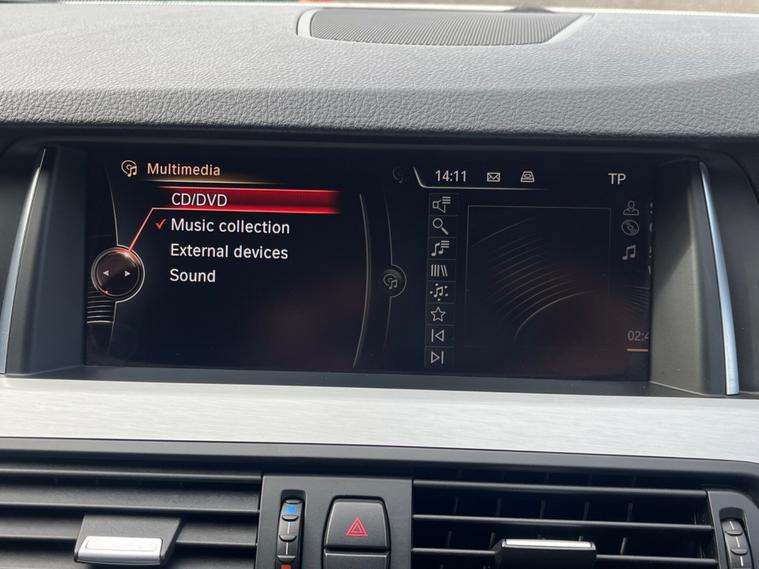 Multimedia
14:11
TP
CD/DVD
Music collection
External devices
Sound